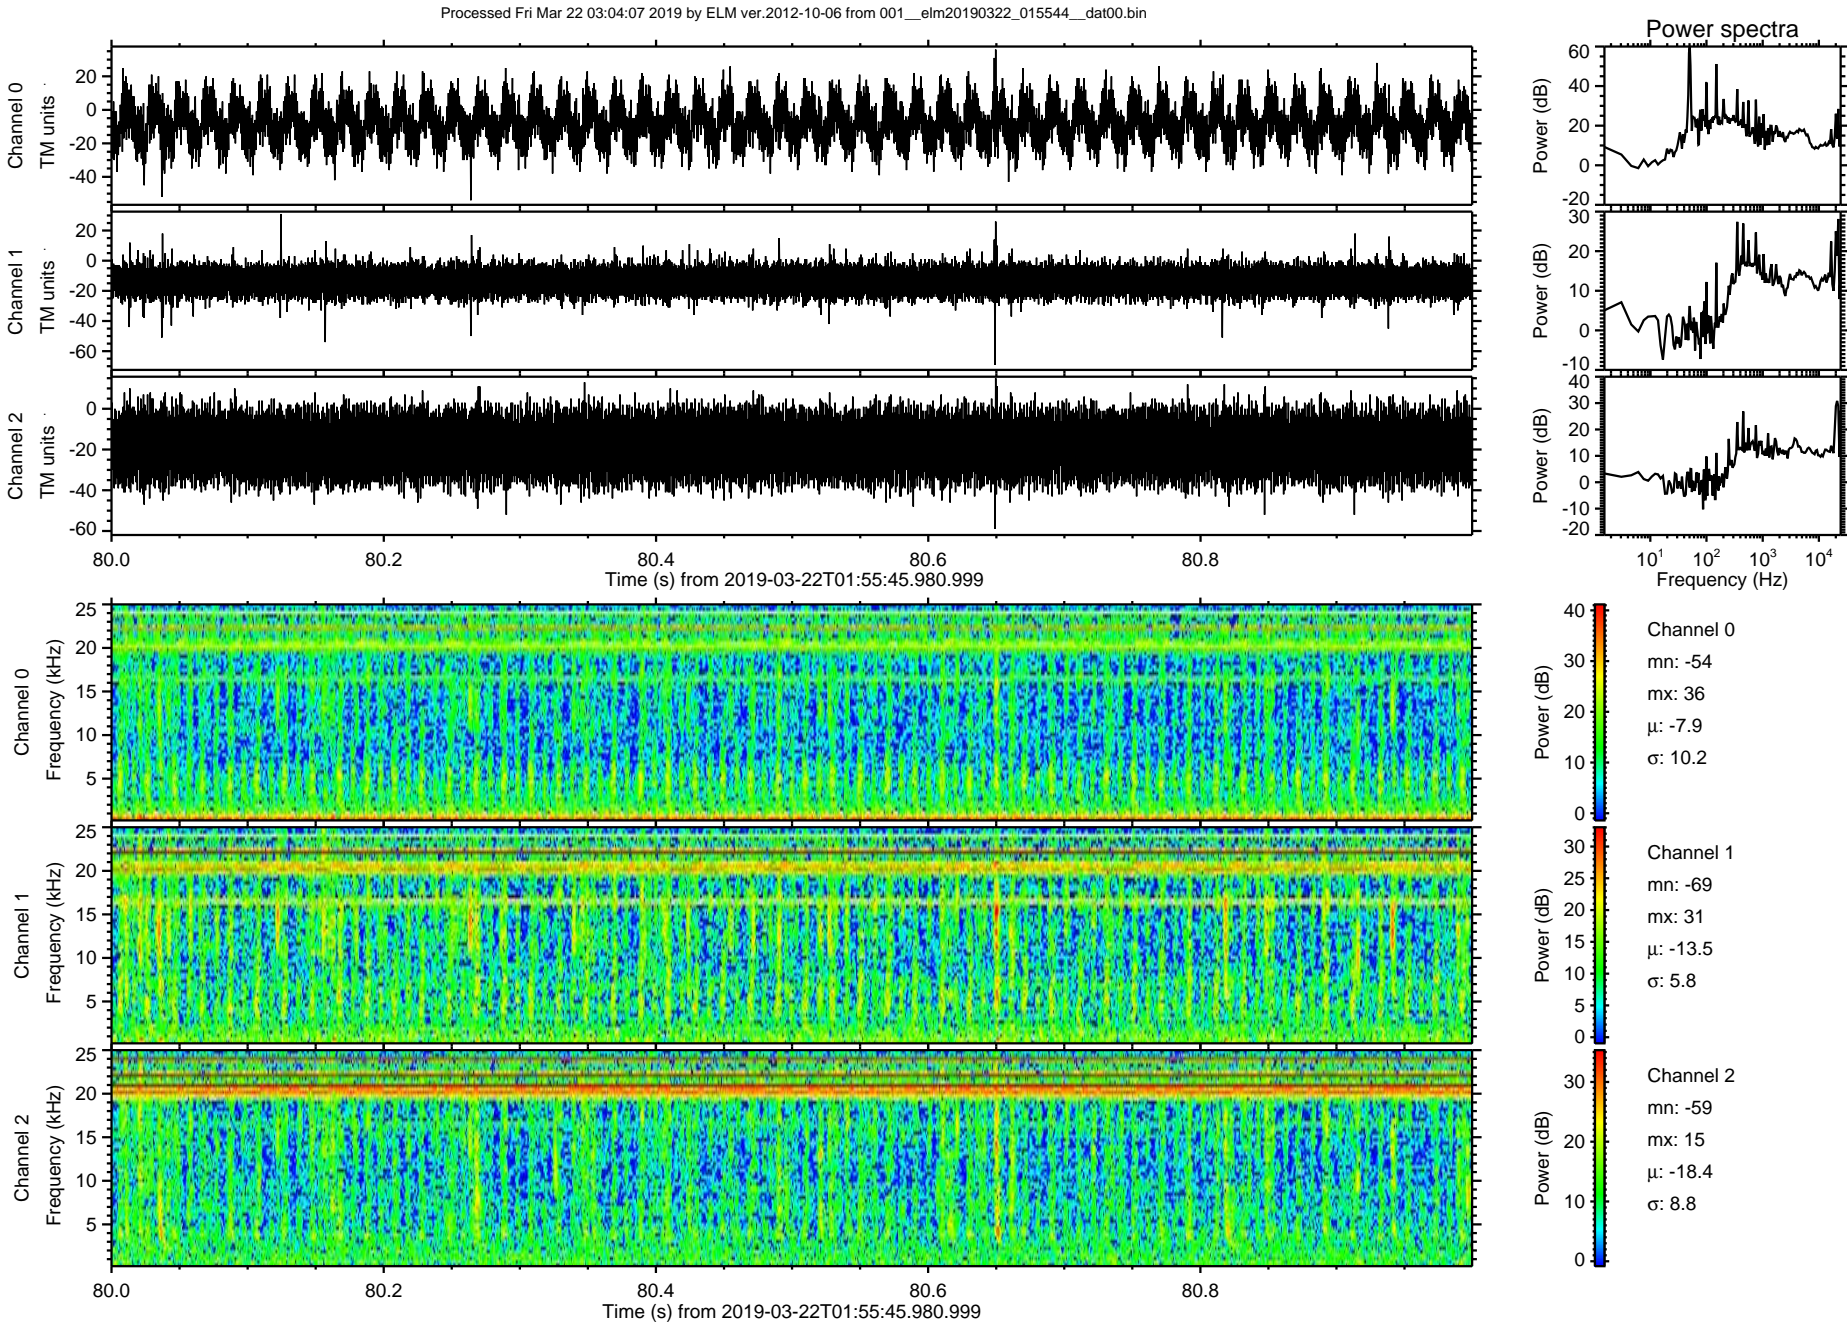 Processed Fri Mar 22 03:04:07 2019 by ELM ver.2012-10-06 from 001__elm20190322_015544__dat00.bin
Power spectra
Channel 0
TM units
20
0
-20
-40
Power (dB)
60
40
20
0
-20
Channel 1
TM units
20
0
-20
-40
-60
Power (dB)
30
20
10
0
-10
Channel 2
TM units
0
-20
-40
-60
Power (dB)
40
30
20
10
0
-10
-20
80.0 80.2 80.4 80.6 80.8
Time (s) from 2019-03-22T01:55:45.980.999
10¹ 10² 10³ 10⁴
Frequency (Hz)
Channel 0
Frequency (kHz)
25
20
15
10
5
Power (dB)
40
30
20
10
0
Channel 0
mn: -54
mx: 36
μ: -7.9
σ: 10.2
Channel 1
Frequency (kHz)
25
20
15
10
5
Power (dB)
30
25
20
15
10
5
0
Channel 1
mn: -69
mx: 31
μ: -13.5
σ: 5.8
Channel 2
Frequency (kHz)
25
20
15
10
5
Power (dB)
30
20
10
0
Channel 2
mn: -59
mx: 15
μ: -18.4
σ: 8.8
80.0 80.2 80.4 80.6 80.8
Time (s) from 2019-03-22T01:55:45.980.999